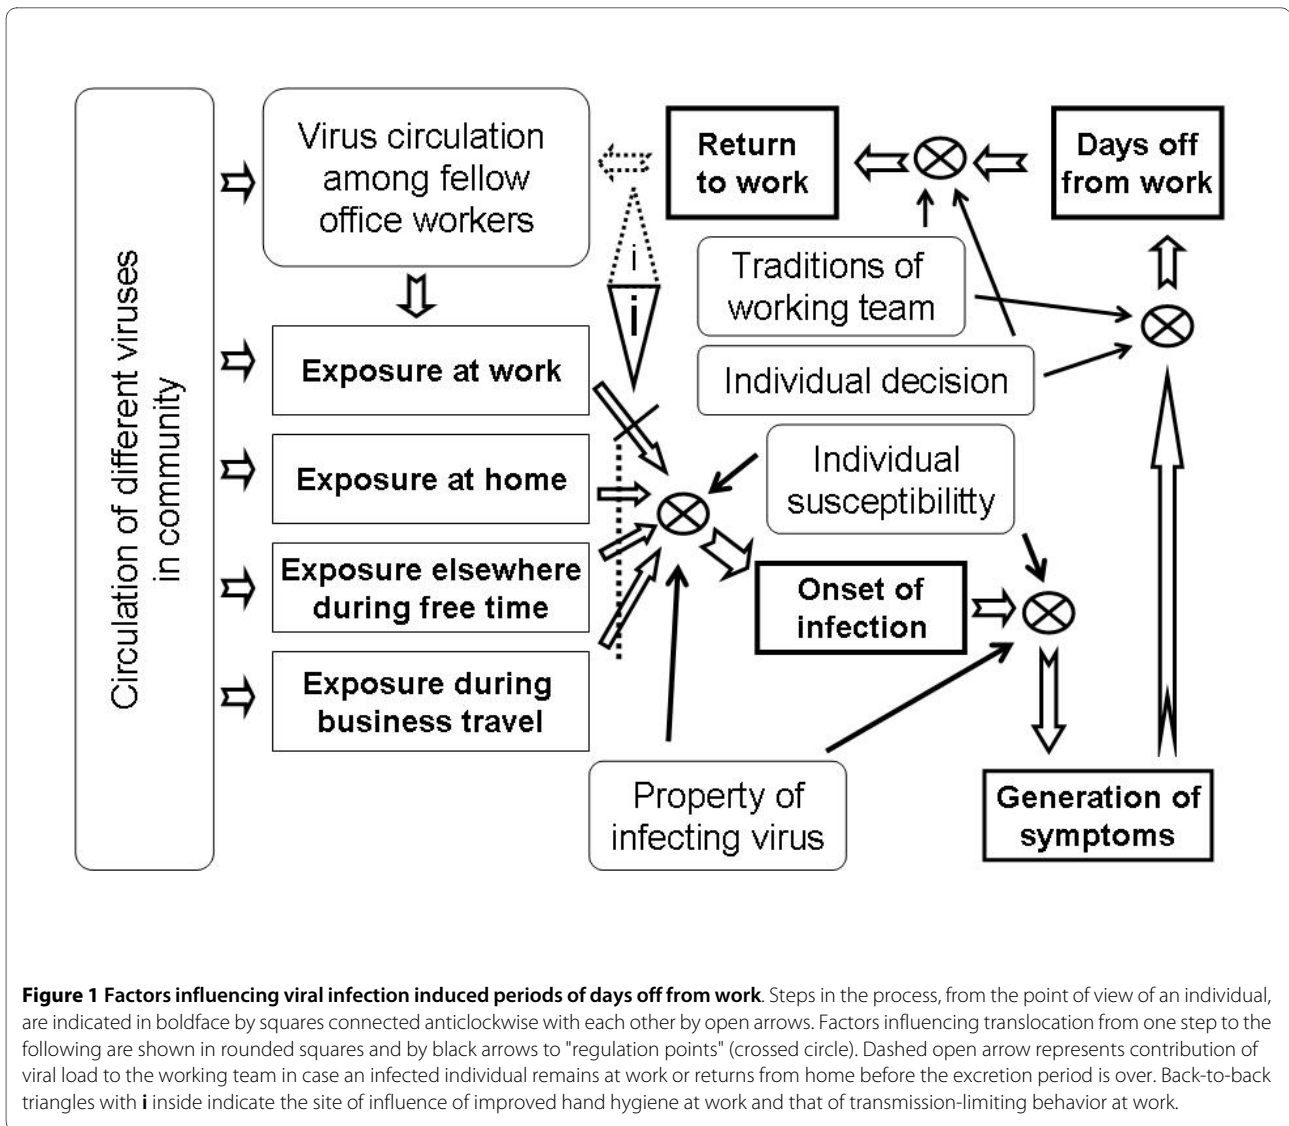 Circulation of different viruses
in community
Virus circulation
among fellow
office workers
Return
to work
Days off
from work
Traditions of
working team
i
i
Individual decision
Exposure at work
Exposure at home
Exposure elsewhere
during free time
Exposure during
business travel
Individual
susceptibilitty
Onset of
infection
Property of
infecting virus
Generation of
symptoms
Figure 1 Factors influencing viral infection induced periods of days off from work. Steps in the process, from the point of view of an individual,
are indicated in boldface by squares connected anticlockwise with each other by open arrows. Factors influencing translocation from one step to the
following are shown in rounded squares and by black arrows to "regulation points" (crossed circle). Dashed open arrow represents contribution of
viral load to the working team in case an infected individual remains at work or returns from home before the excretion period is over. Back-to-back
triangles with i inside indicate the site of influence of improved hand hygiene at work and that of transmission-limiting behavior at work.